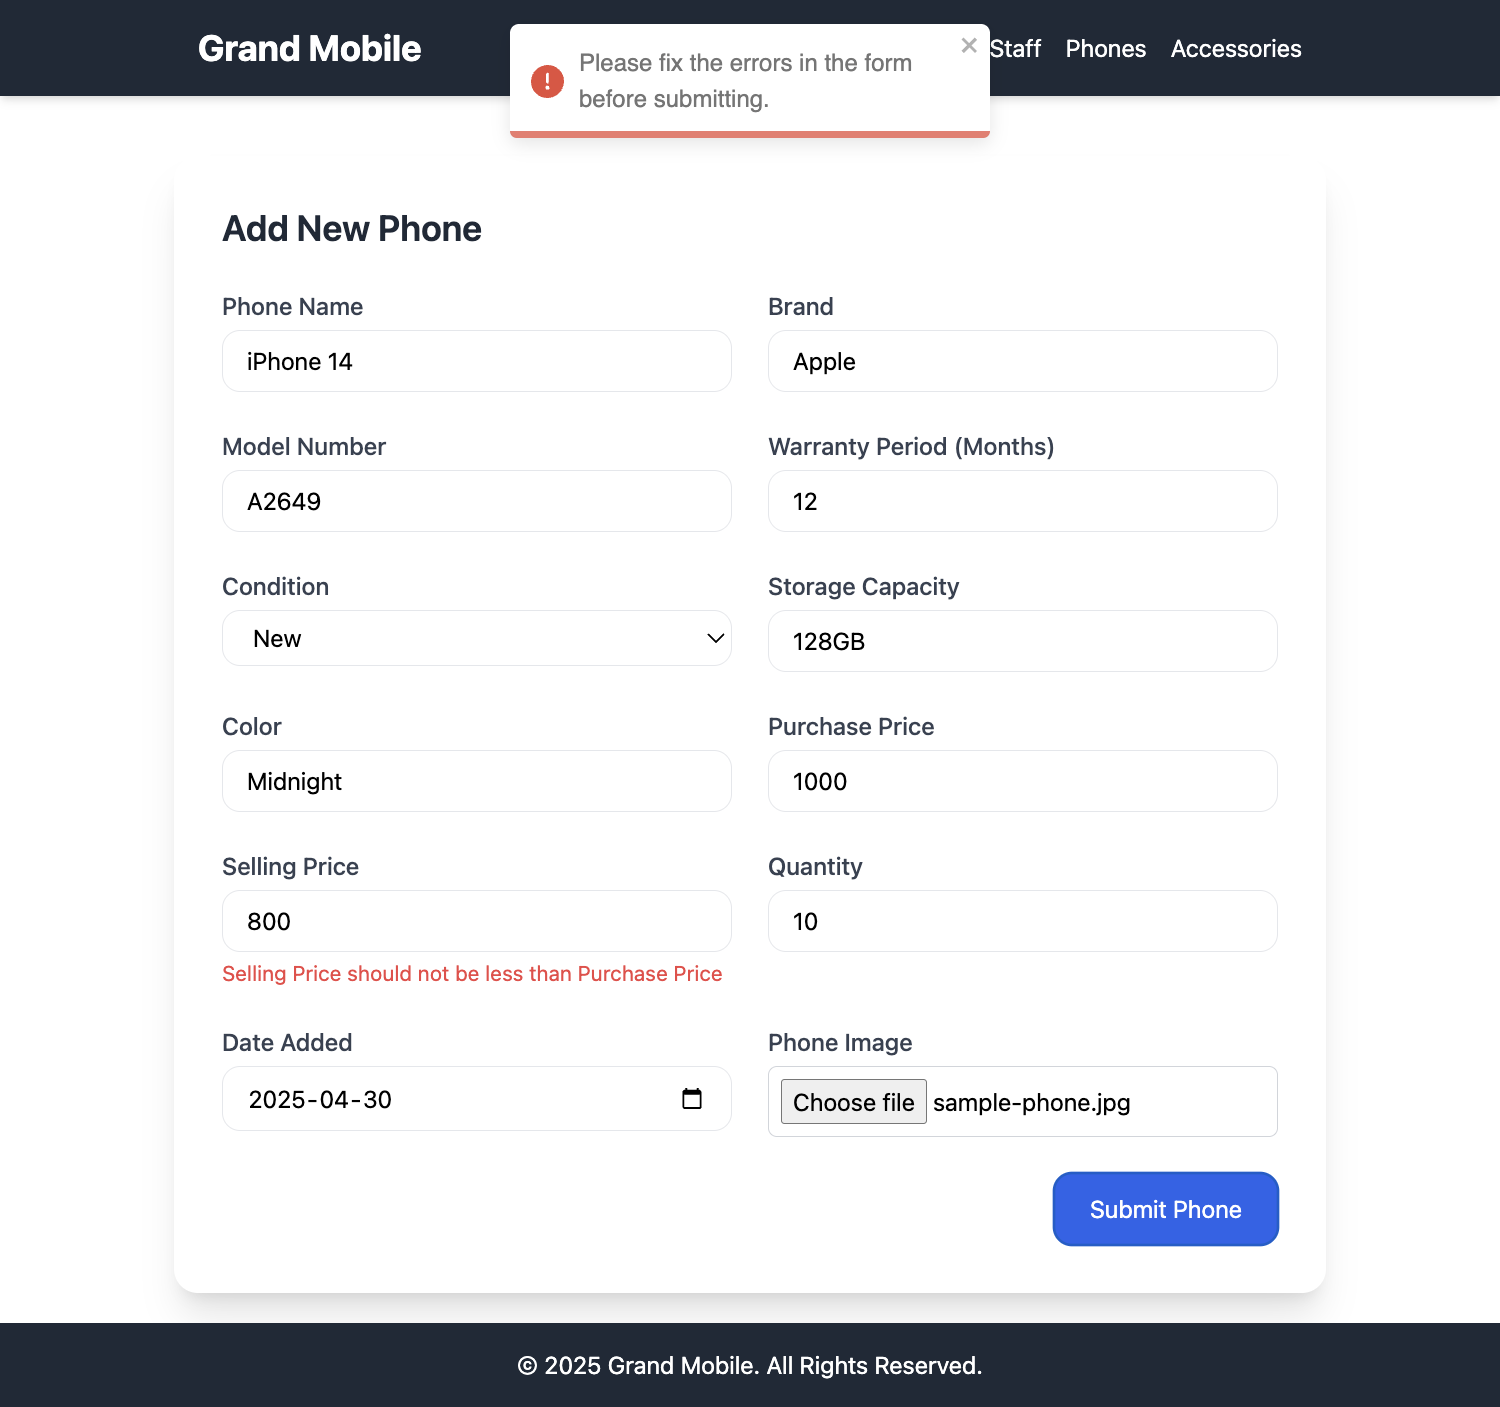 Grand Mobile
Please fix the errors in the form
before submitting.
Staff
Phones
Accessories
Add New Phone
Phone Name
Brand
iPhone 14
Apple
Model Number
Warranty Period (Months)
A2649
12
Condition
Storage Capacity
New
128GB
Color
Purchase Price
Midnight
1000
Selling Price
Quantity
800
10
Selling Price should not be less than Purchase Price
Date Added
Phone Image
2025-04-30
Choose file sample-phone.jpg
Submit Phone
© 2025 Grand Mobile. All Rights Reserved.